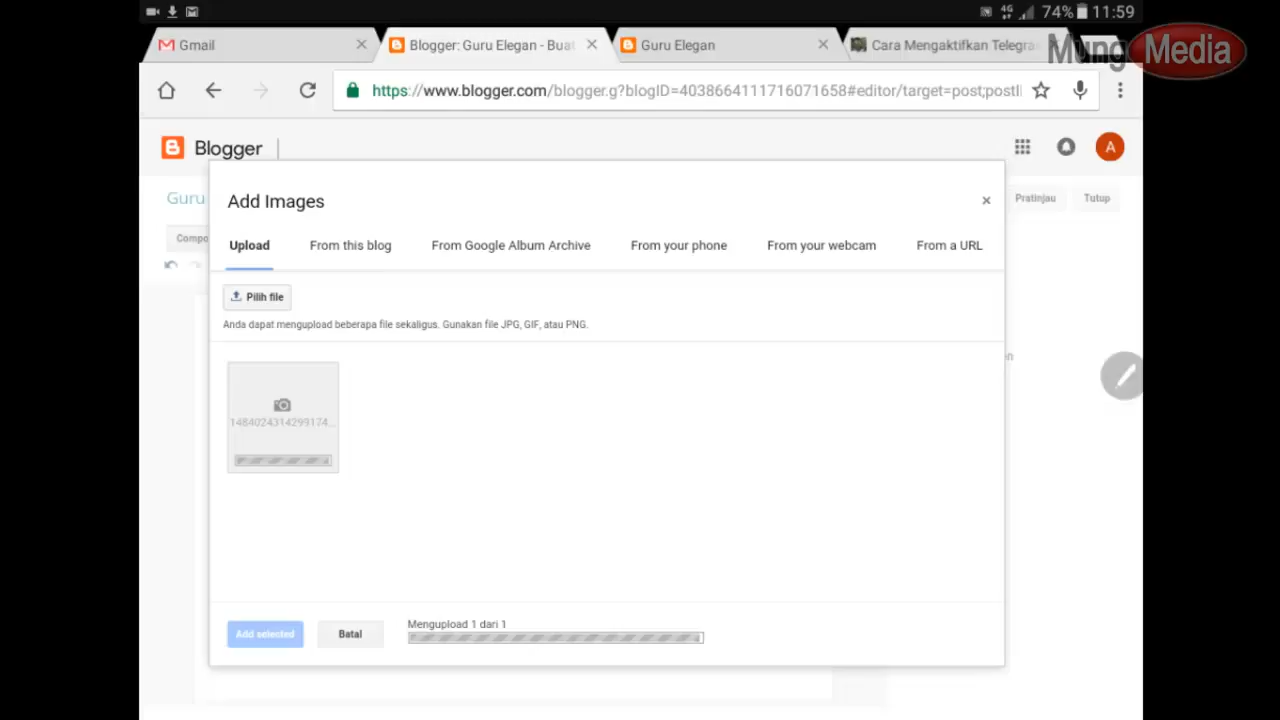 4G 74% 11:59
Gmail
Blogger: Guru Elegan - Buat
Guru Elegan
Cara Mengaktifkan Telegra
Mung Media
https://www.blogger.com/blogger.g?blogID=4038664111716071658#editor/target=post;postI
Blogger
A
Guru
Pratinjau
Tutup
Compo
Add Images
Upload
From this blog
From Google Album Archive
From your phone
From your webcam
From a URL
Pilih file
Anda dapat mengupload beberapa file sekaligus. Gunakan file JPG, GIF, atau PNG.
1484024314299174...
Add selected
Batal
Mengupload 1 dari 1